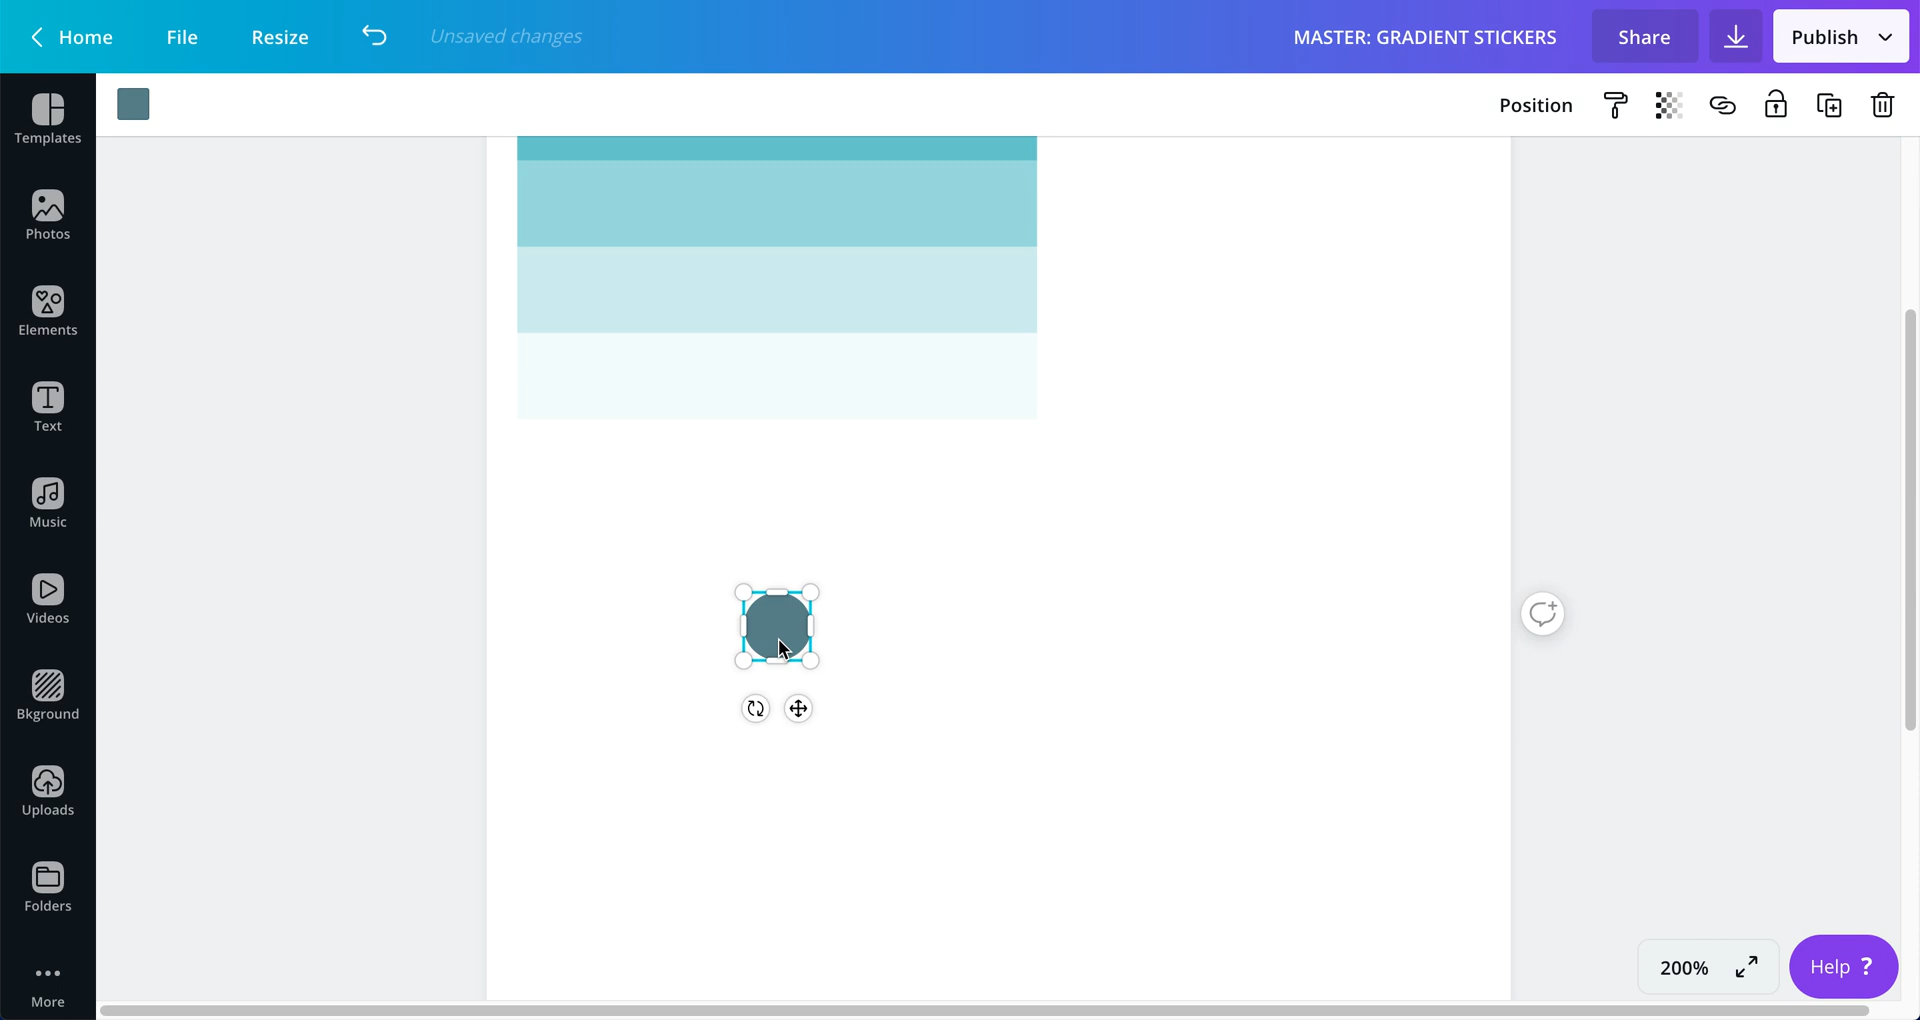 Home
File
Resize
Unsaved changes
MASTER: GRADIENT STICKERS
Share
Publish
Position
Templates
Photos
Elements
Text
Music
Videos
Bkground
Uploads
Folders
More
200%
Help ?